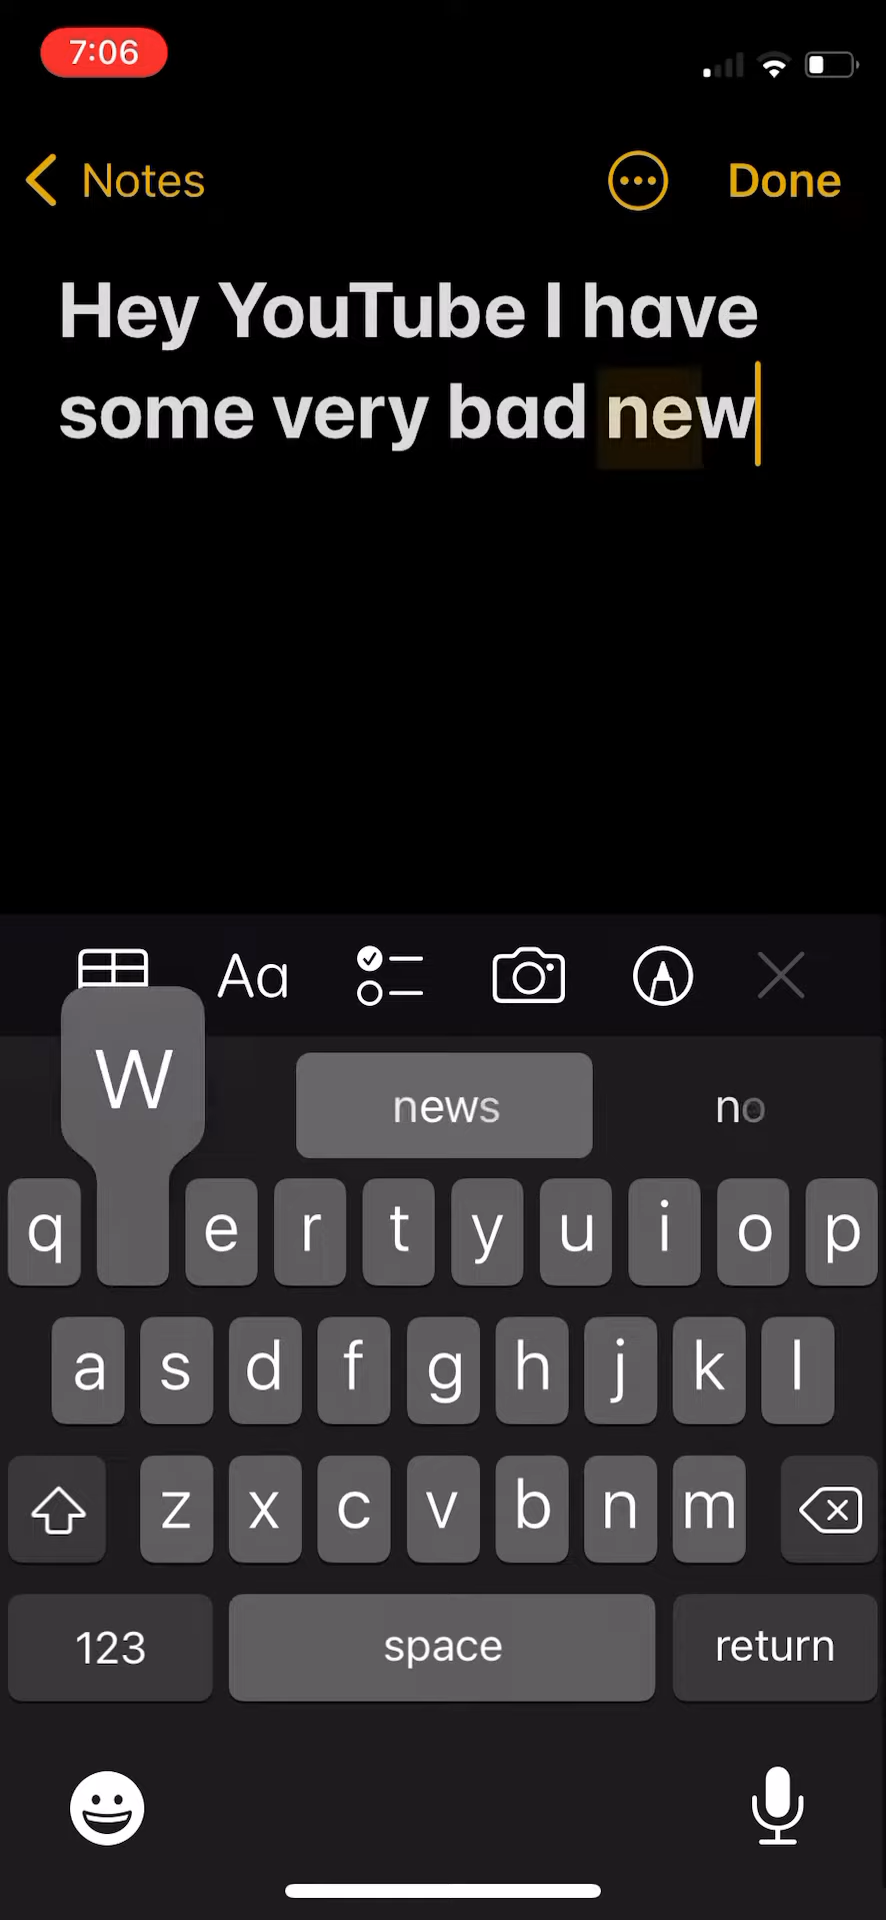 7:06
Notes
Done
Hey YouTube I have
some very bad new
Aa
W
news
no
q e r t y u i o p
a s d f g h j k l
z x c v b n m
123
space
return